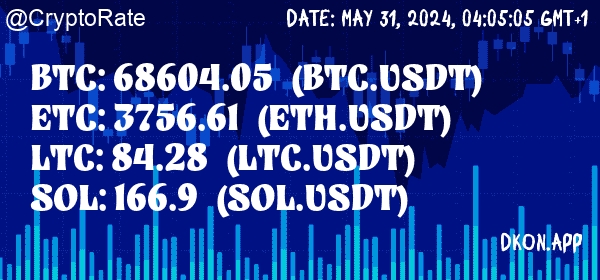 @CryptoRate
DATE: MAY 31, 2024, 04:05:05 GMT+1
BTC: 68604.05 (BTC.USDT)
ETC: 3756.61 (ETH.USDT)
LTC: 84.28 (LTC.USDT)
SOL: 166.9 (SOL.USDT)
DKON.APP